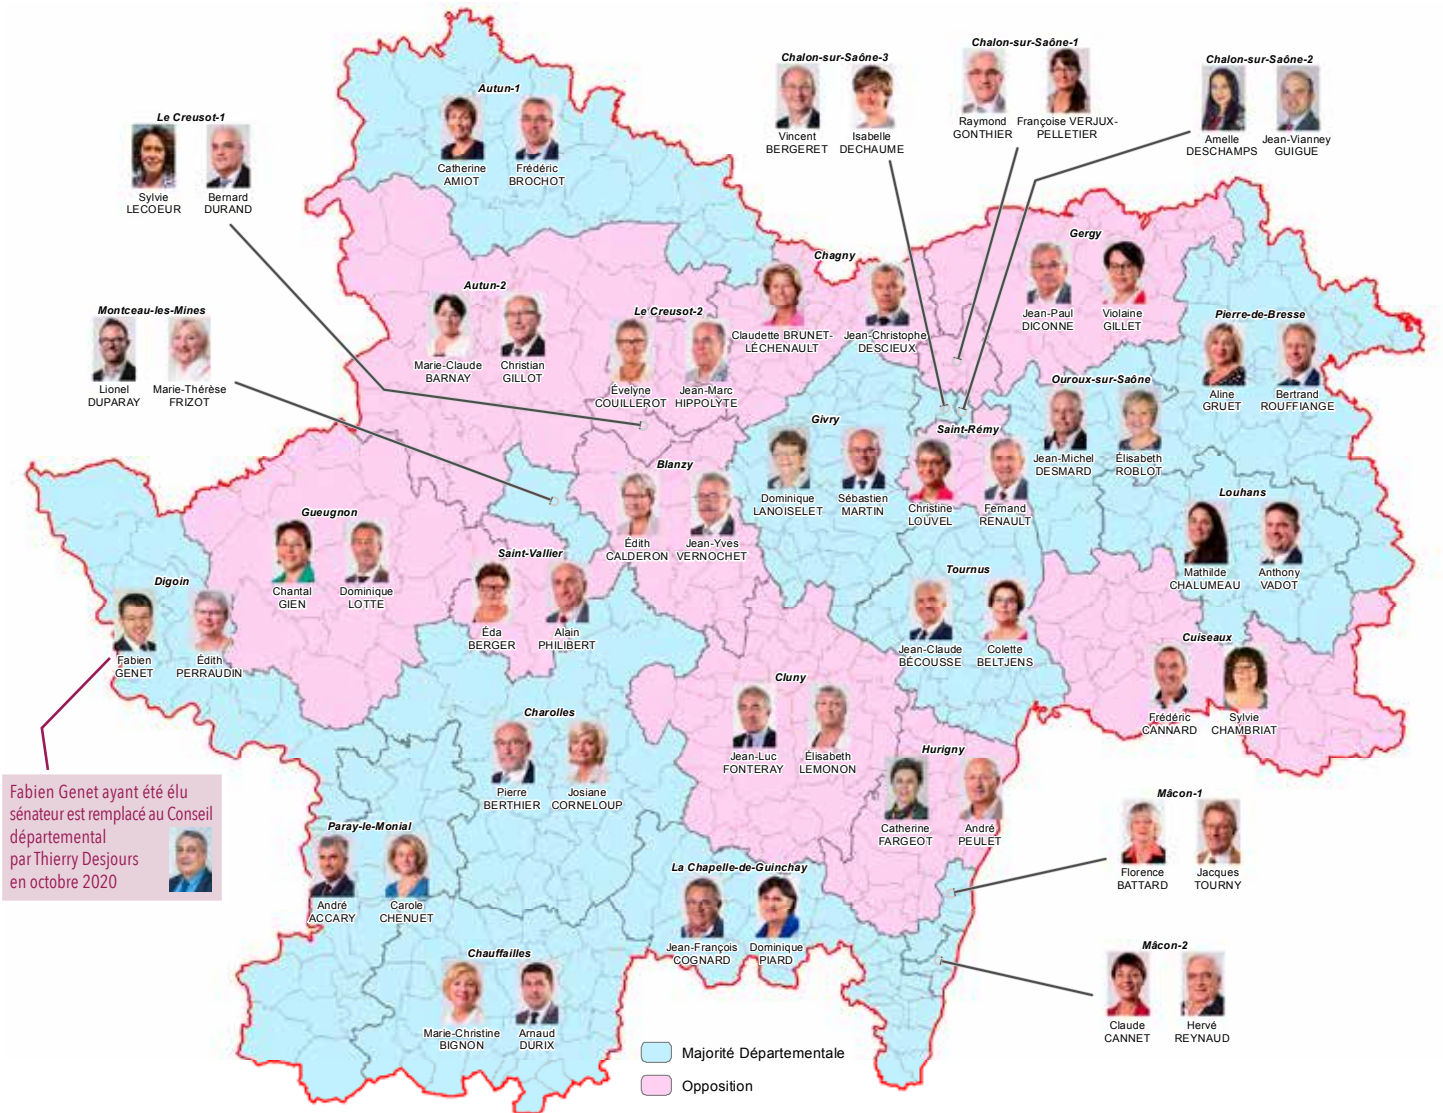 Autun-1
Catherine
AMIOT
Frédéric
BROCHOT
Le Creusot-1
Sylvie
LECOEUR
Bernard
DURAND
Chalon-sur-Saône-3
Vincent
BERGERET
Isabelle
DECHAUME
Chalon-sur-Saône-1
Raymond
GONTHIER
Françoise VERJUX-
PELLETIER
Chalon-sur-Saône-2
Amelle
DESCHAMPS
Jean-Vianney
GUIGUE
Montceau-les-Mines
Lionel
DUPARAY
Marie-Thérèse
FRIZOT
Autun-2
Marie-Claude
BARNAY
Christian
GILLOT
Le Creusot-2
Évelyne
COUILLEROT
Jean-Marc
HIPPOLYTE
Chagny
Claudette BRUNET-
LÉCHENAULT
Jean-Christophe
DESCIEUX
Gergy
Jean-Paul
DICONNE
Violaine
GILLET
Pierre-de-Bresse
Aline
GRUET
Bertrand
ROUFFIANGE
Ouroux-sur-Saône
Jean-Michel
DESMARD
Élisabeth
ROBLOT
Givry
Dominique
LANOISELET
Sébastien
MARTIN
Saint-Rémy
Christine
LOUVEL
Fernand
RENAULT
Blanzy
Édith
CALDERON
Jean-Yves
VERNOCHET
Louhans
Mathilde
CHALUMEAU
Anthony
VADOT
Gueugnon
Chantal
GIEN
Dominique
LOTTE
Saint-Vallier
Éda
BERGER
Alain
PHILIBERT
Digoin
Fabien
GENET
Édith
PERRAUDIN
Tournus
Jean-Claude
BÉCOUSSE
Colette
BELTJENS
Cuiseaux
Frédéric
CANNARD
Sylvie
CHAMBRIAT
Cluny
Jean-Luc
FONTERAY
Élisabeth
LEMONON
Charolles
Pierre
BERTHIER
Josiane
CORNELOUP
Hurigny
Catherine
FARGEOT
André
PEULET
Fabien Genet ayant été élu
sénateur est remplacé au Conseil
départemental
par Thierry Desjours
en octobre 2020
Paray-le-Monial
André
ACCARY
Carole
CHENUET
La Chapelle-de-Guinchay
Jean-François
COGNARD
Dominique
PIARD
Mâcon-1
Florence
BATTARD
Jacques
TOURNY
Chauffailles
Marie-Christine
BIGNON
Arnaud
DURIX
Mâcon-2
Claude
CANNET
Hervé
REYNAUD
Majorité Départementale
Opposition